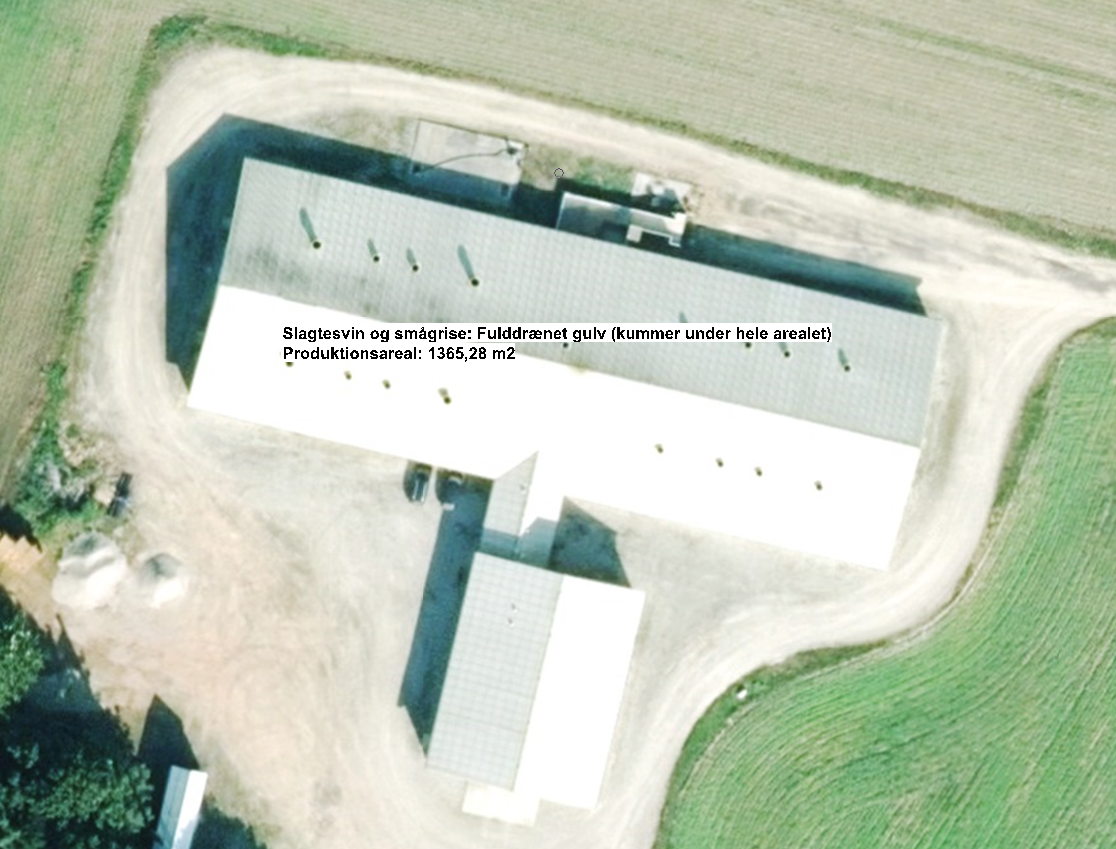 Slagtesvin og smågrise: Fulddrænet gulv (kummer under hele arealet)
Produktionsareal: 1365,28 m2